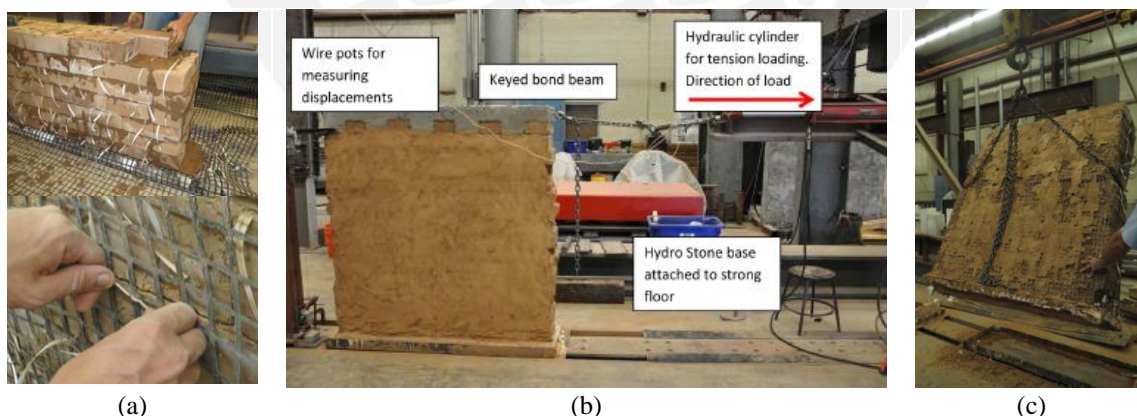 Wire pots for
measuring
displacements
Keyed bond beam
Hydraulic cylinder
for tension loading.
Direction of load
Hydro Stone base
attached to strong
floor
(a)
(b)
(c)